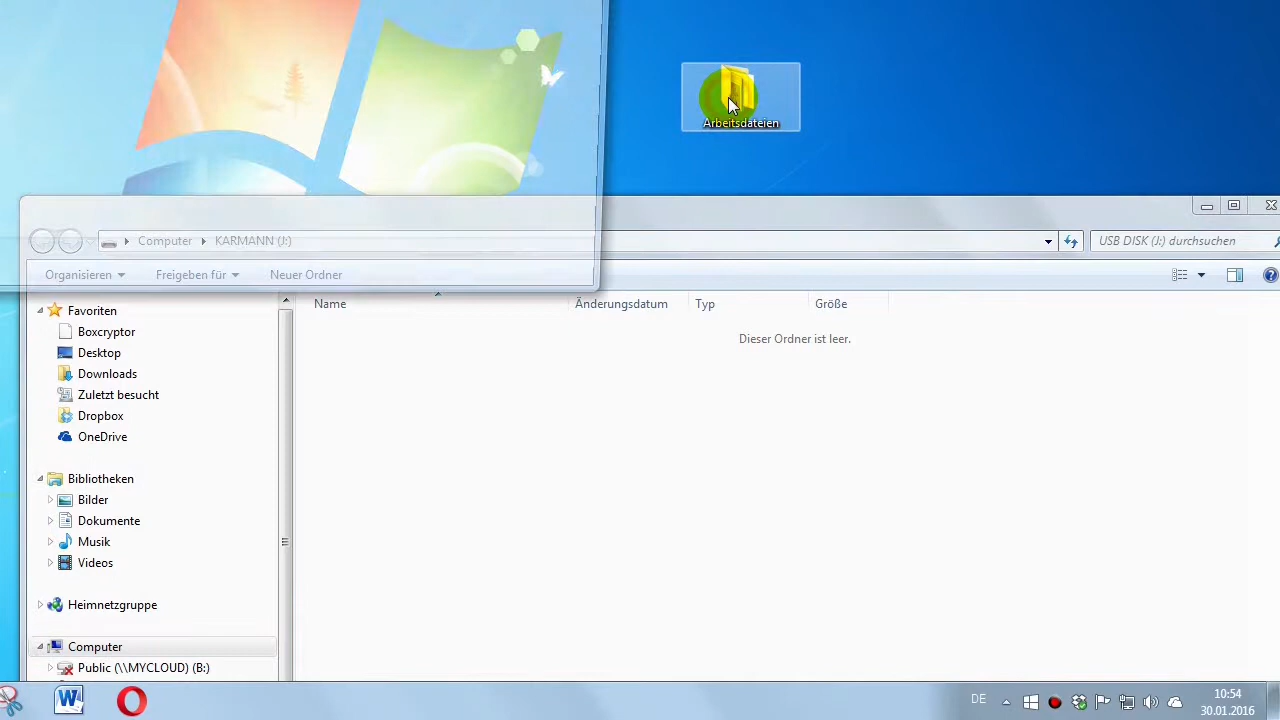 Arbeitsdateien
Computer KARMANN (J:)
USB DISK (J:) durchsuchen
Organisieren Freigeben für Neuer Ordner
Name Änderungsdatum Typ Größe
Dieser Ordner ist leer.
Favoriten
Boxcryptor
Desktop
Downloads
Zuletzt besucht
Dropbox
OneDrive
Bibliotheken
Bilder
Dokumente
Musik
Videos
Heimnetzgruppe
Computer
Public (\\MYCLOUD) (B:)
DE
10:54
30.01.2016